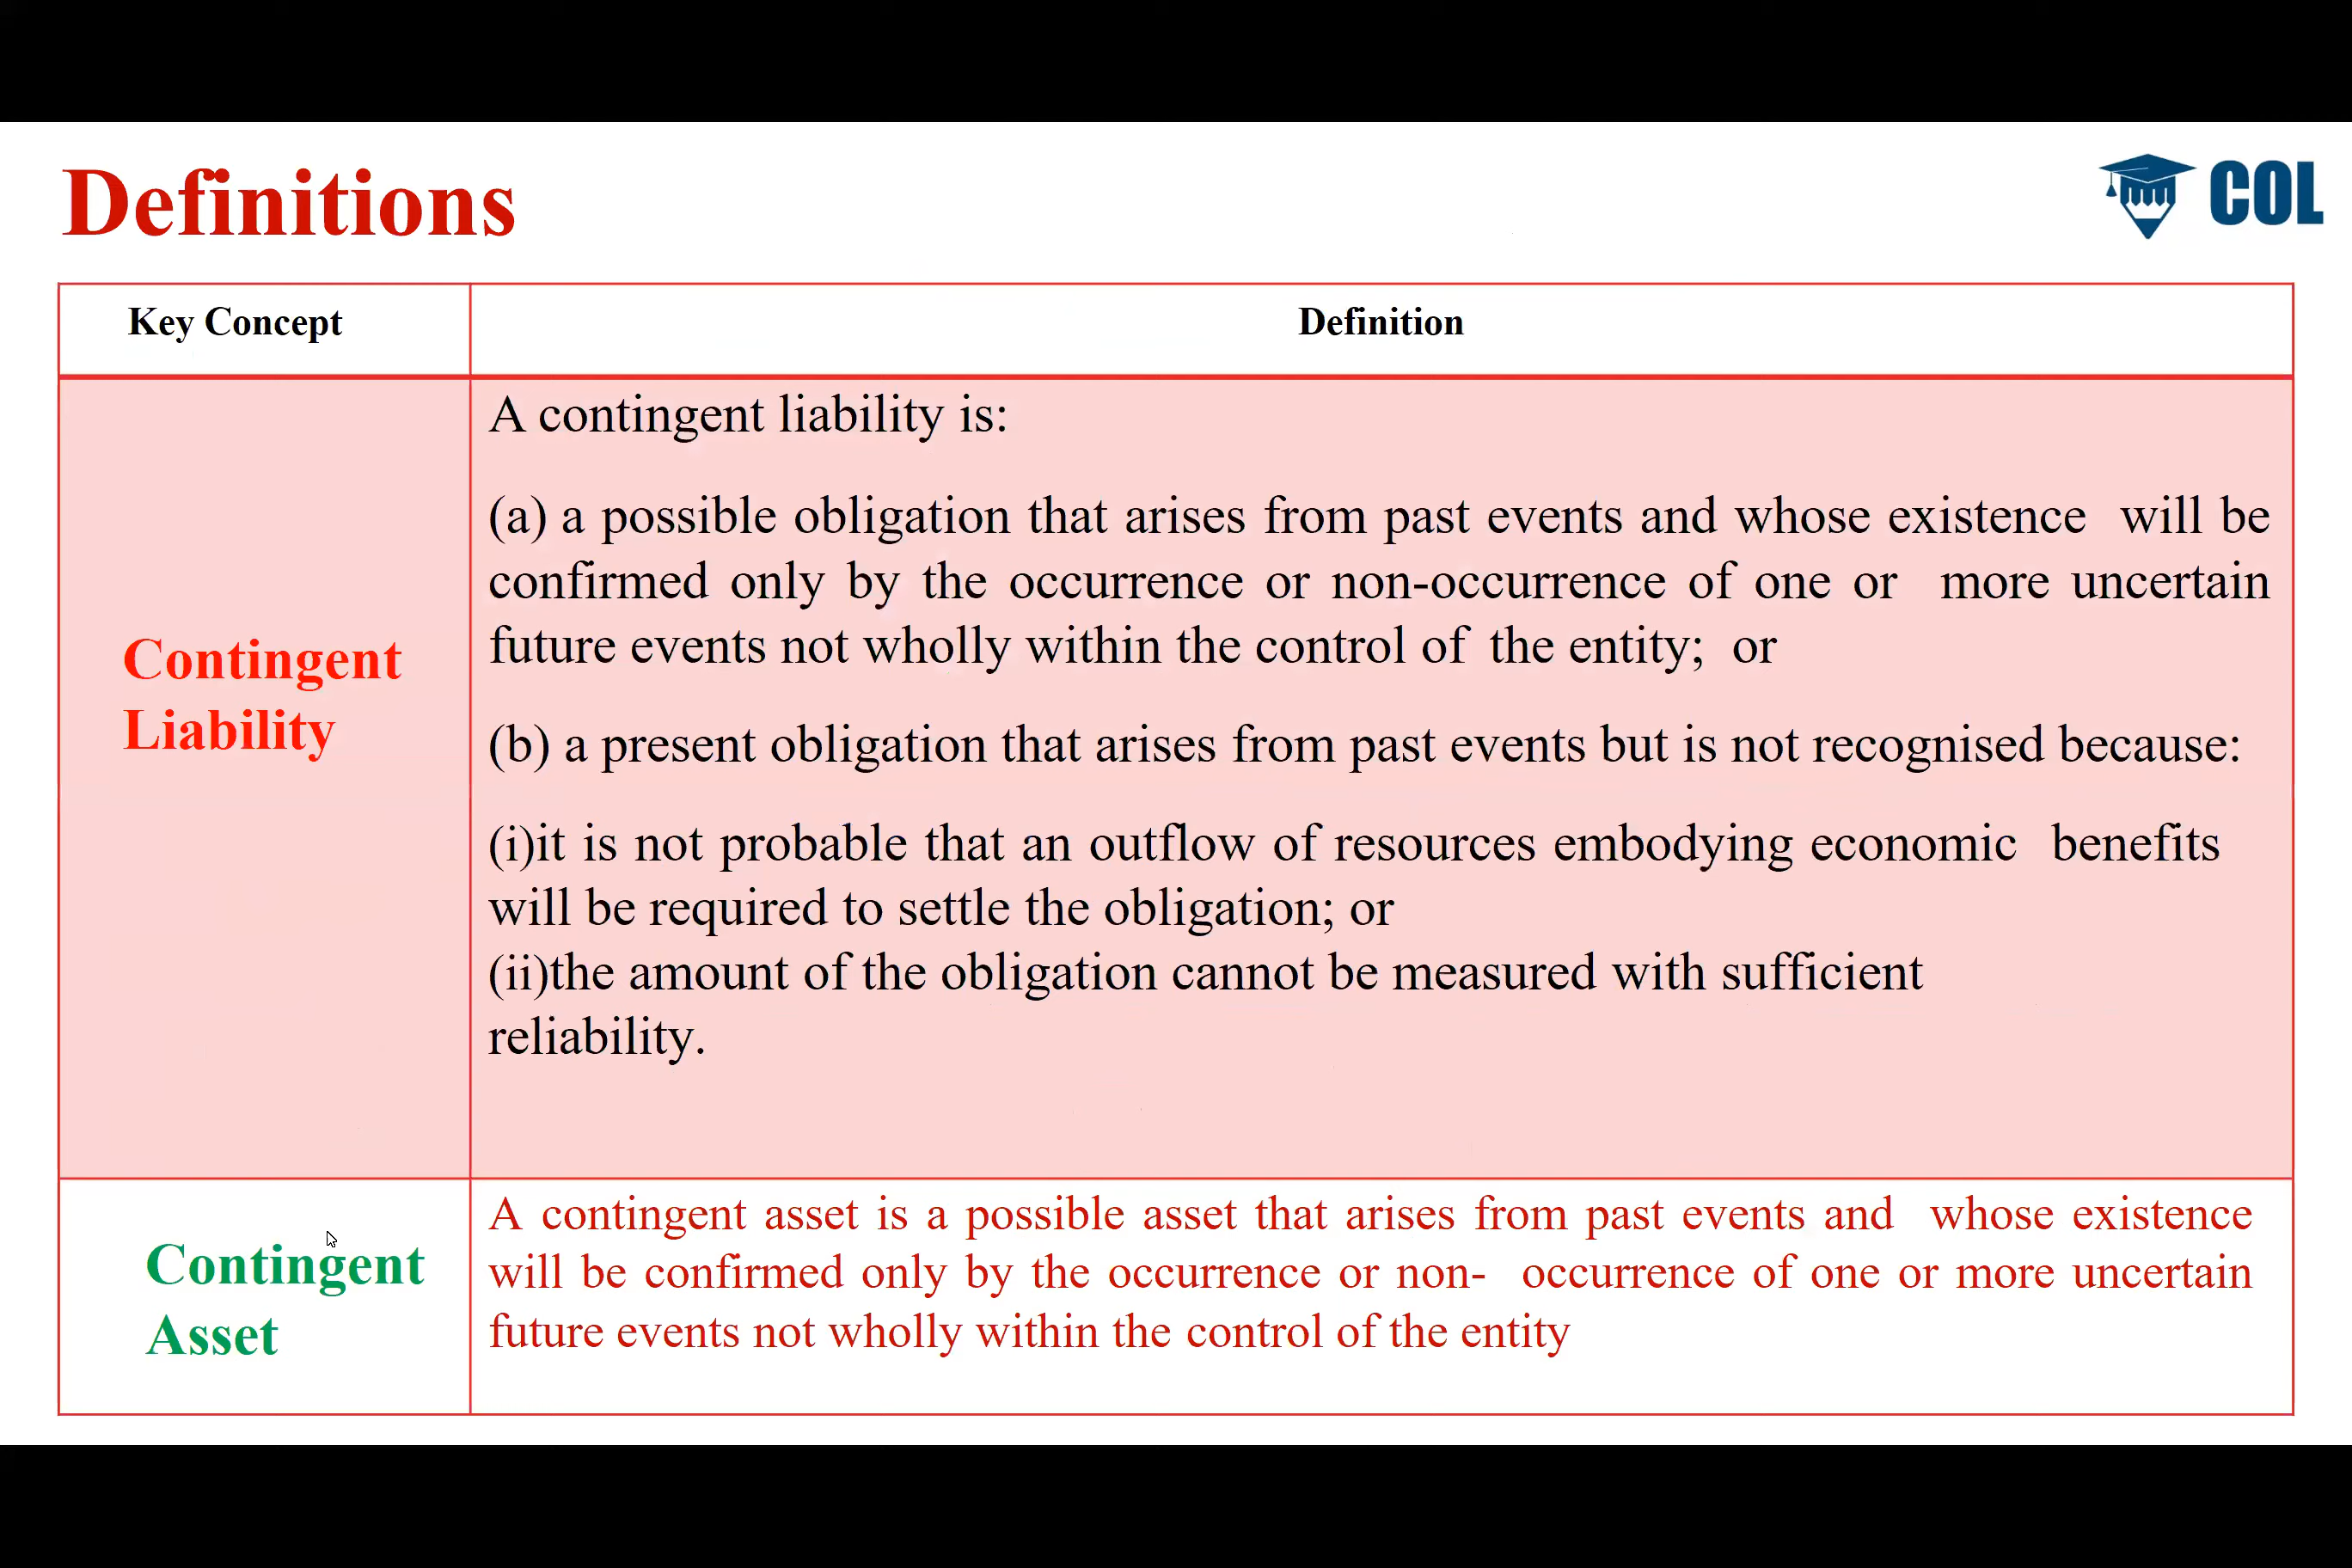 Definitions
COL
Key Concept
Definition
Contingent
Liability
A contingent liability is:
(a) a possible obligation that arises from past events and whose existence will be
confirmed only by the occurrence or non-occurrence of one or more uncertain
future events not wholly within the control of the entity; or
(b) a present obligation that arises from past events but is not recognised because:
(i)it is not probable that an outflow of resources embodying economic benefits
will be required to settle the obligation; or
(ii)the amount of the obligation cannot be measured with sufficient
reliability.
Contingent
Asset
A contingent asset is a possible asset that arises from past events and whose existence
will be confirmed only by the occurrence or non- occurrence of one or more uncertain
future events not wholly within the control of the entity